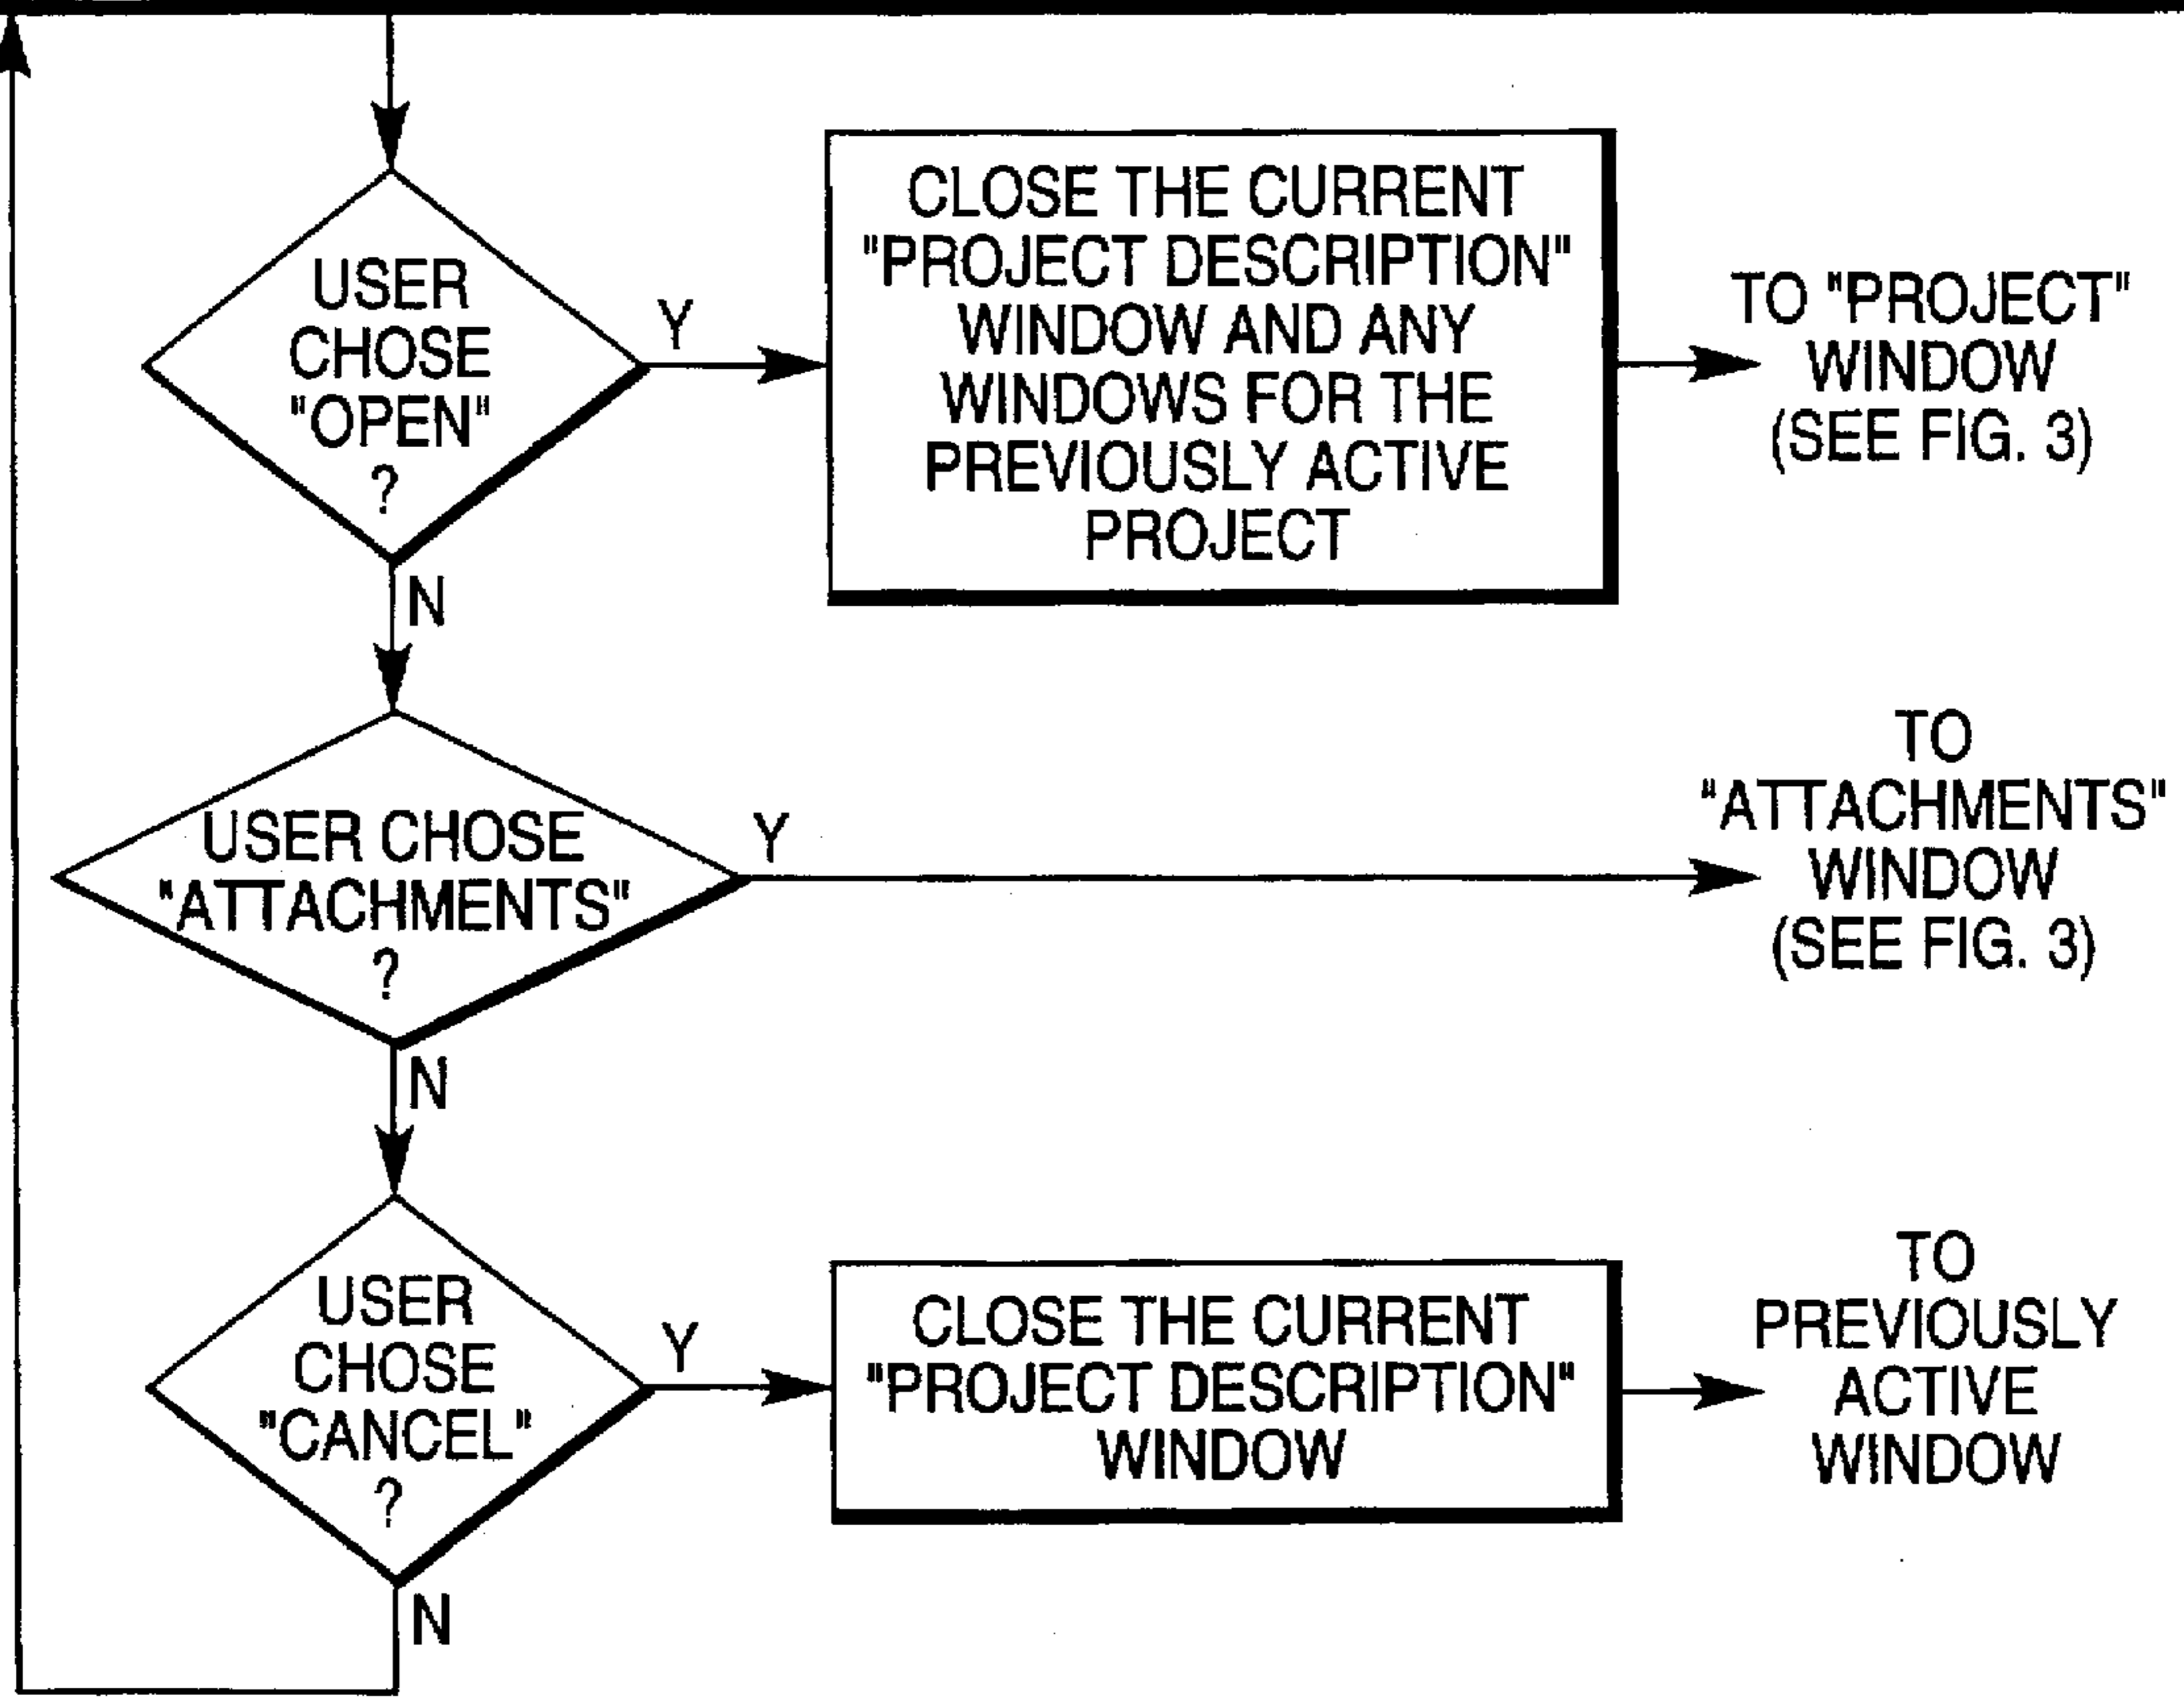 USER
CHOSE
"OPEN"
?
Y
N
CLOSE THE CURRENT
"PROJECT DESCRIPTION"
WINDOW AND ANY
WINDOWS FOR THE
PREVIOUSLY ACTIVE
PROJECT
TO "PROJECT"
WINDOW
(SEE FIG. 3)
USER CHOSE
"ATTACHMENTS"
?
Y
N
TO
"ATTACHMENTS"
WINDOW
(SEE FIG. 3)
USER
CHOSE
"CANCEL"
?
Y
N
CLOSE THE CURRENT
"PROJECT DESCRIPTION"
WINDOW
TO
PREVIOUSLY
ACTIVE
WINDOW